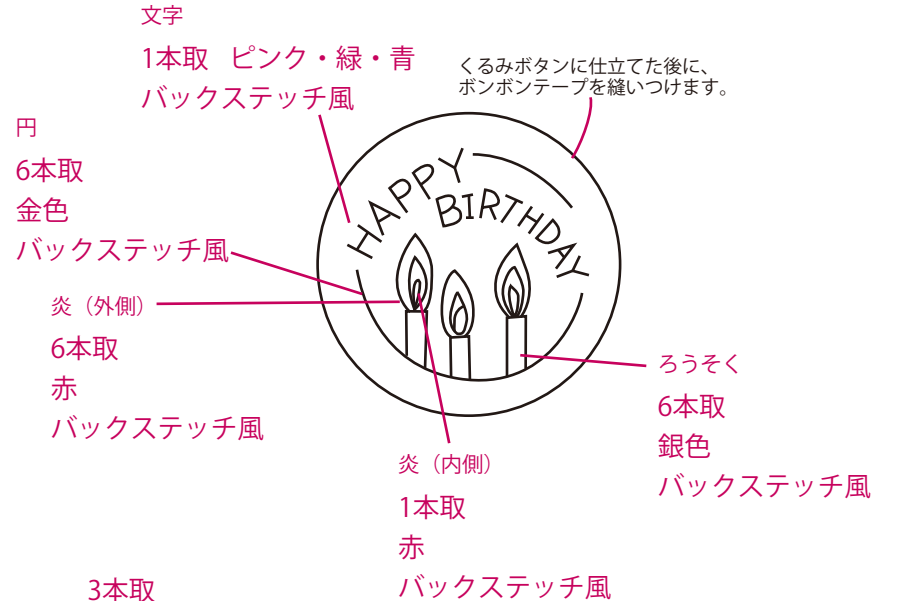 文字
1本取 ピンク・緑・青
バックステッチ風
くるみボタンに仕立てた後に、
ボンボンテープを縫いつけます。
円
6本取
金色
バックステッチ風
HAPPY
BIRTHDAY
炎（外側）
6本取
赤
バックステッチ風
ろうそく
6本取
銀色
バックステッチ風
炎（内側）
1本取
赤
バックステッチ風
3本取